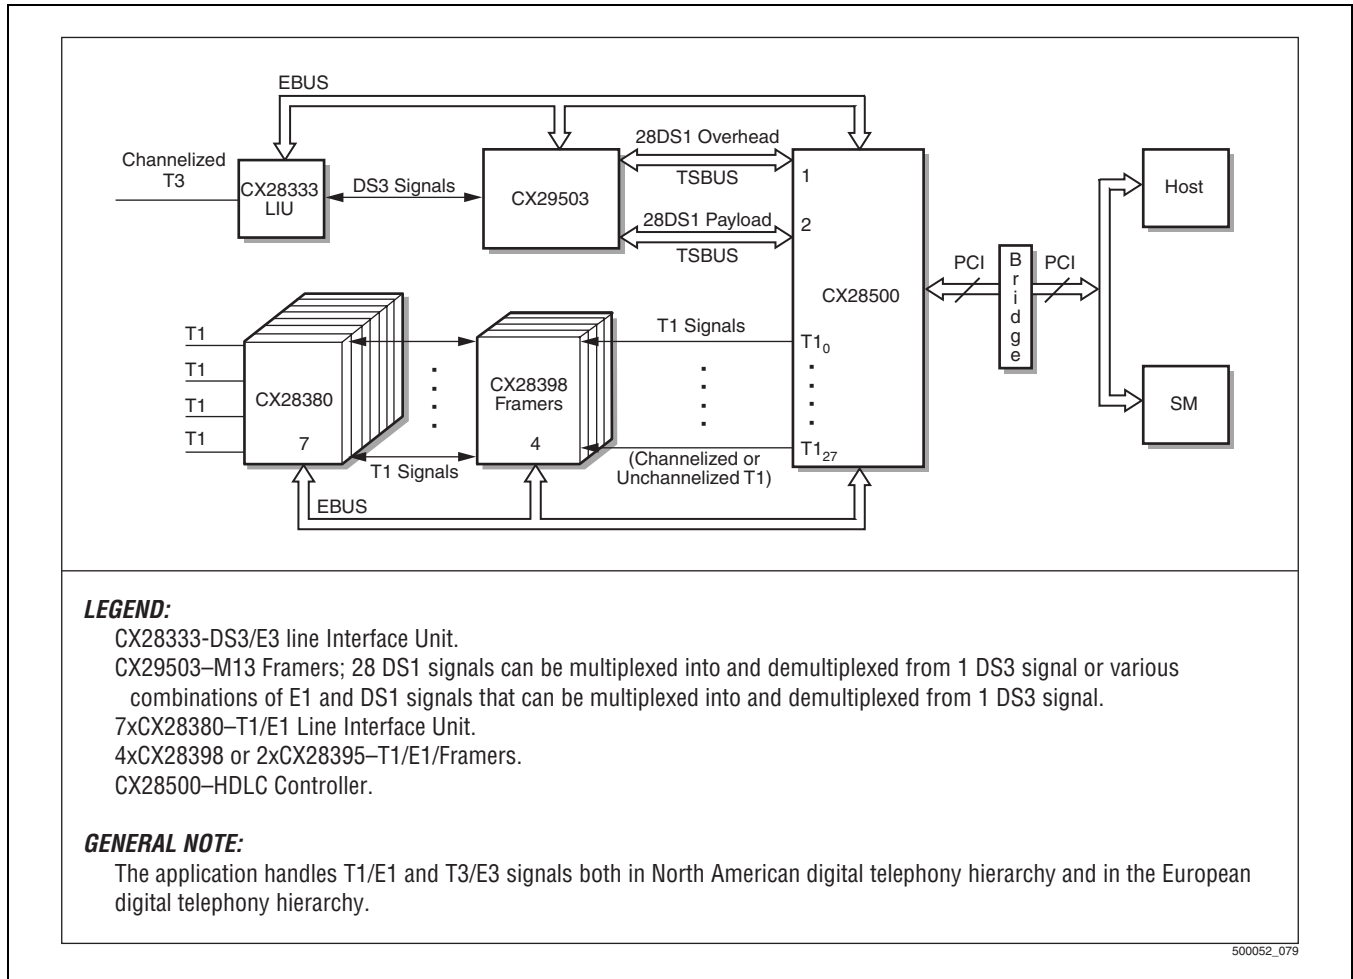 EBUS
28DS1 Overhead
Channelized
T3
CX28333
LIU
DS3 Signals
CX29503
TSBUS
1
28DS1 Payload
2
TSBUS
Host
PCI
Bridge
PCI
CX28500
T1
T1
T1
T1
CX28380
7
T1 Signals
CX28398
Framers
4
T1 Signals
T10
T127
(Channelized or
Unchannelized T1)
SM
EBUS
LEGEND:
CX28333-DS3/E3 line Interface Unit.
CX29503–M13 Framers; 28 DS1 signals can be multiplexed into and demultiplexed from 1 DS3 signal or various
combinations of E1 and DS1 signals that can be multiplexed into and demultiplexed from 1 DS3 signal.
7xCX28380–T1/E1 Line Interface Unit.
4xCX28398 or 2xCX28395–T1/E1/Framers.
CX28500–HDLC Controller.
GENERAL NOTE:
The application handles T1/E1 and T3/E3 signals both in North American digital telephony hierarchy and in the European
digital telephony hierarchy.
500052_079